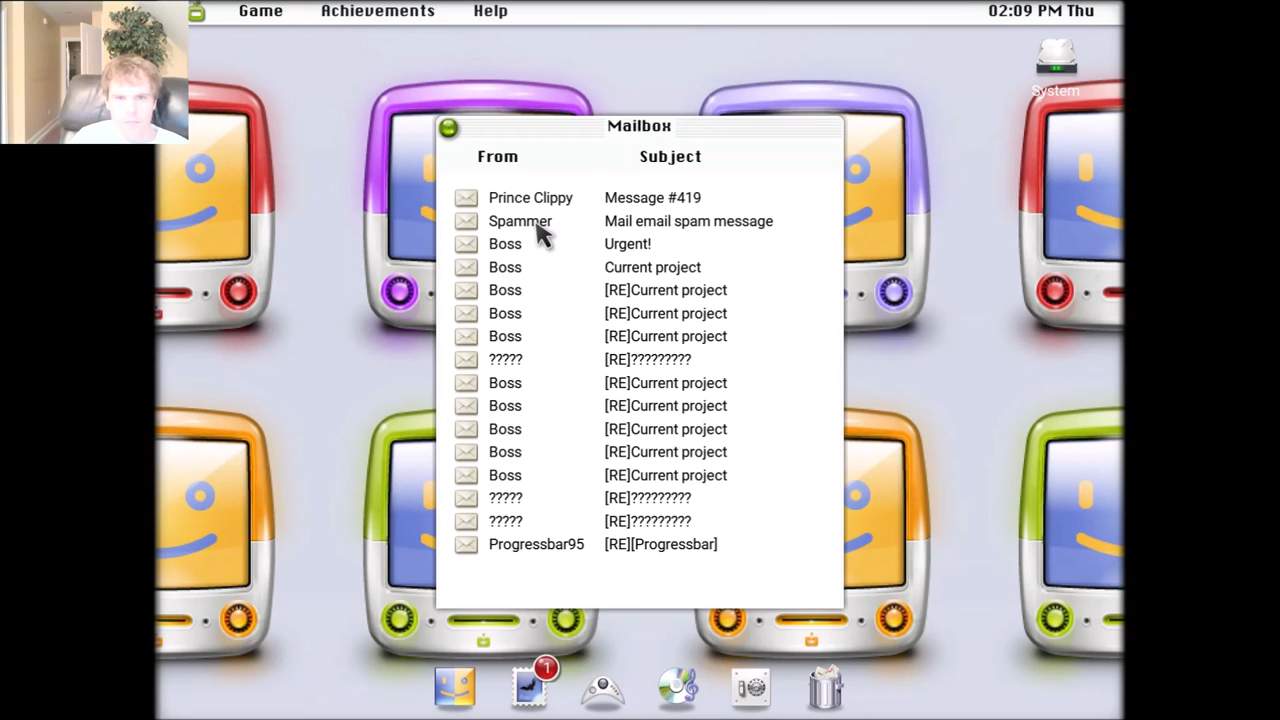 Game Achievements Help 02:09 PM Thu
System
Mailbox
From Subject
Prince Clippy Message #419
Spammer Mail email spam message
Boss Urgent!
Boss Current project
Boss [RE]Current project
Boss [RE]Current project
Boss [RE]Current project
????? [RE]?????????
Boss [RE]Current project
Boss [RE]Current project
Boss [RE]Current project
Boss [RE]Current project
Boss [RE]Current project
????? [RE]?????????
????? [RE]?????????
Progressbar95 [RE][Progressbar]
1